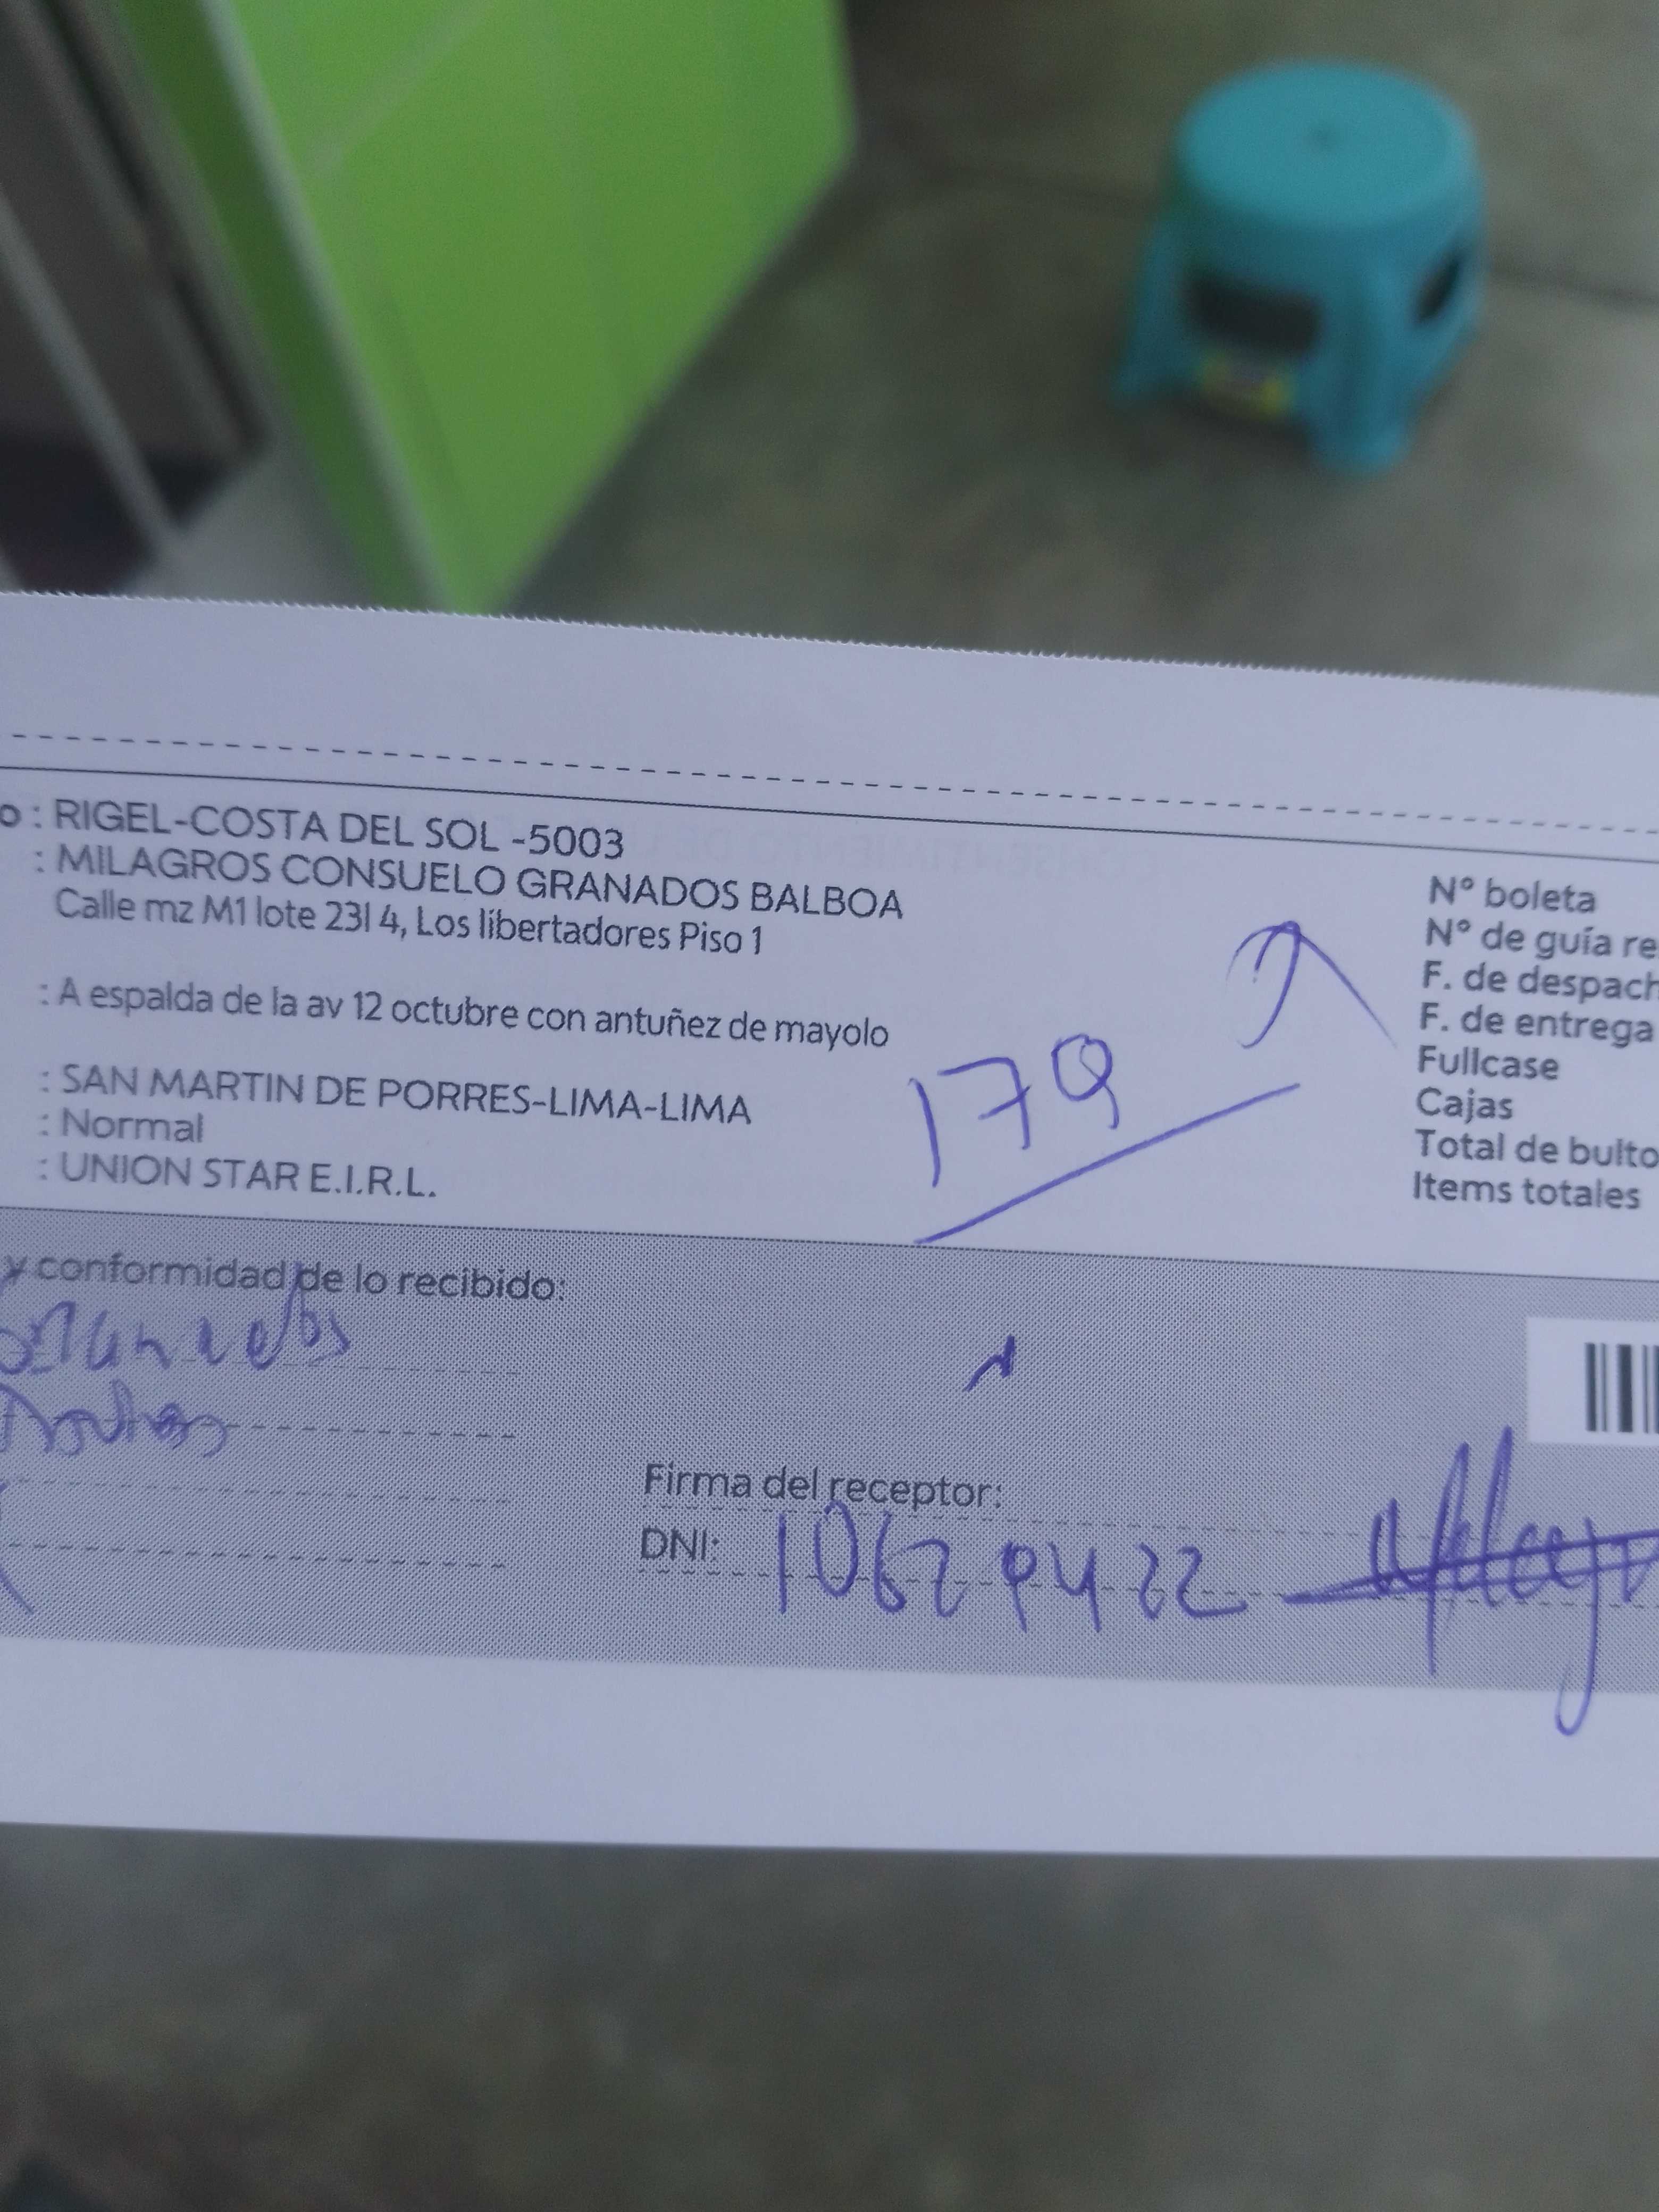 o : RIGEL-COSTA DEL SOL -5003
: MILAGROS CONSUELO GRANADOS BALBOA
Calle mz M1 lote 23I 4, Los libertadores Piso 1
: A espalda de la av 12 octubre con antuñez de mayolo
: SAN MARTIN DE PORRES-LIMA-LIMA
: Normal
: UNION STAR E.I.R.L.
179
N° boleta
N° de guía re
F. de despach
F. de entrega
Fullcase
Cajas
Total de bulto
Items totales
y conformidad de lo recibido:
Firma del receptor:
DNI: 10629422